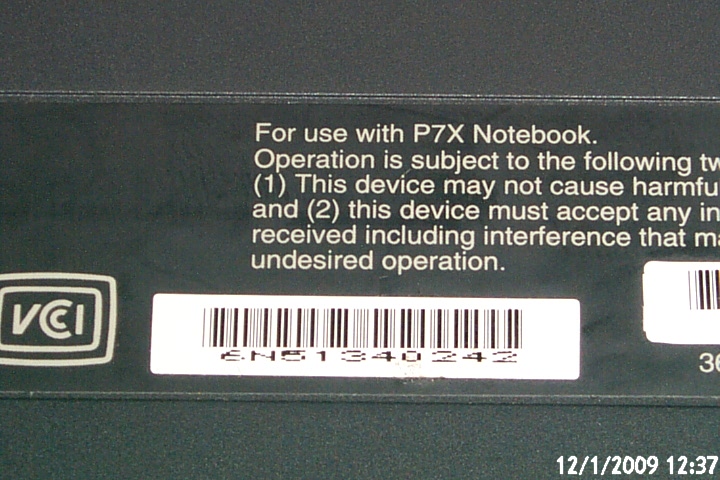 For use with P7X Notebook.
Operation is subject to the following tw
(1) This device may not cause harmfu
and (2) this device must accept any in
received including interference that ma
undesired operation.
VCI
6N51340242
36
12/1/2009 12:37